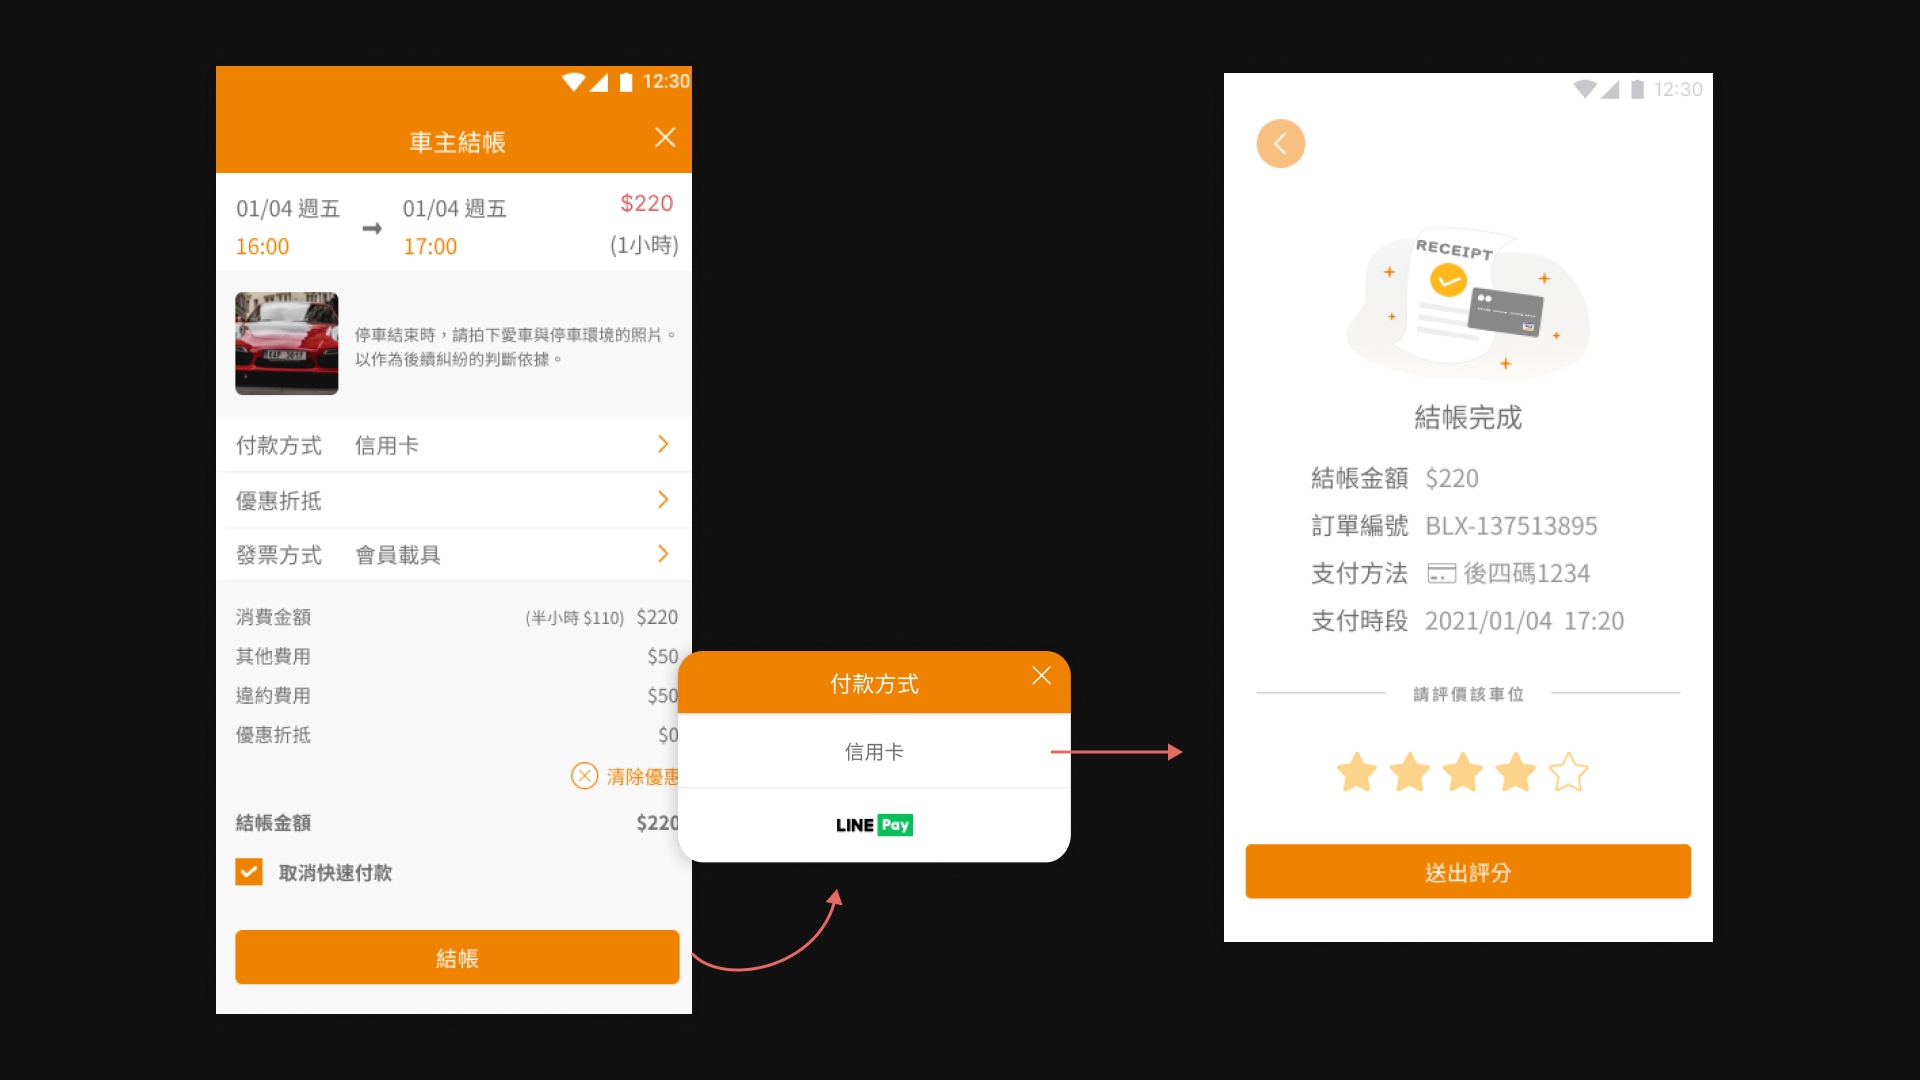 12:30
車主結帳
01/04 週五
01/04 週五
$220
16:00
17:00
(1小時)
停車結束時，請拍下愛車與停車環境的照片。
以作為後續糾紛的判斷依據。
付款方式 信用卡
優惠折抵
發票方式 會員載具
消費金額 (半小時 $110) $220
其他費用 $50
違約費用 $50
優惠折抵 $0
清除優惠
結帳金額 $220
取消快速付款
結帳
付款方式
信用卡
LINE Pay
12:30
RECEIPT
結帳完成
結帳金額 $220
訂單編號 BLX-137513895
支付方法 後四碼1234
支付時段 2021/01/04 17:20
請評價該車位
送出評分